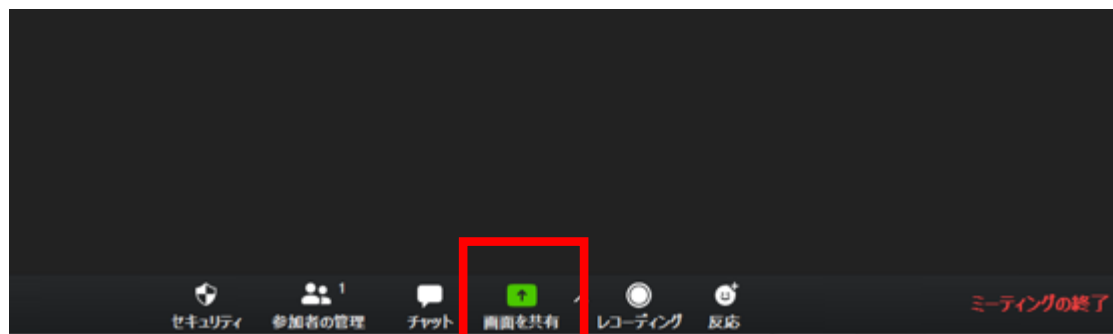 1
セキュリティ 参加者の管理 チャット 画面を共有 レコーディング 反応 ミーティングの終了